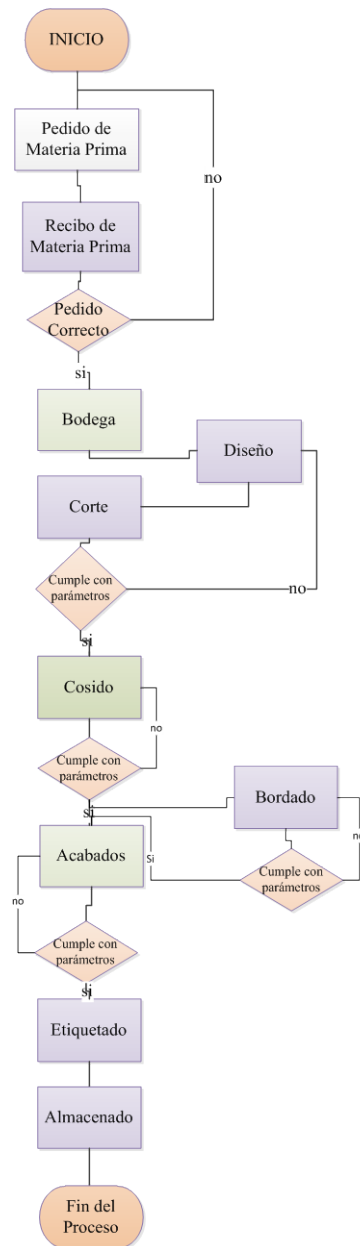 INICIO
Pedido de
Materia Prima
no
Recibo de
Materia Prima
Pedido
Correcto
si
Bodega
Diseño
Corte
Cumple con
parámetros
no
si
Cosido
no
Cumple con
parámetros
si
Bordado
no
Acabados
Si
Cumple con
parámetros
no
Cumple con
parámetros
si
Etiquetado
Almacenado
Fin del
Proceso